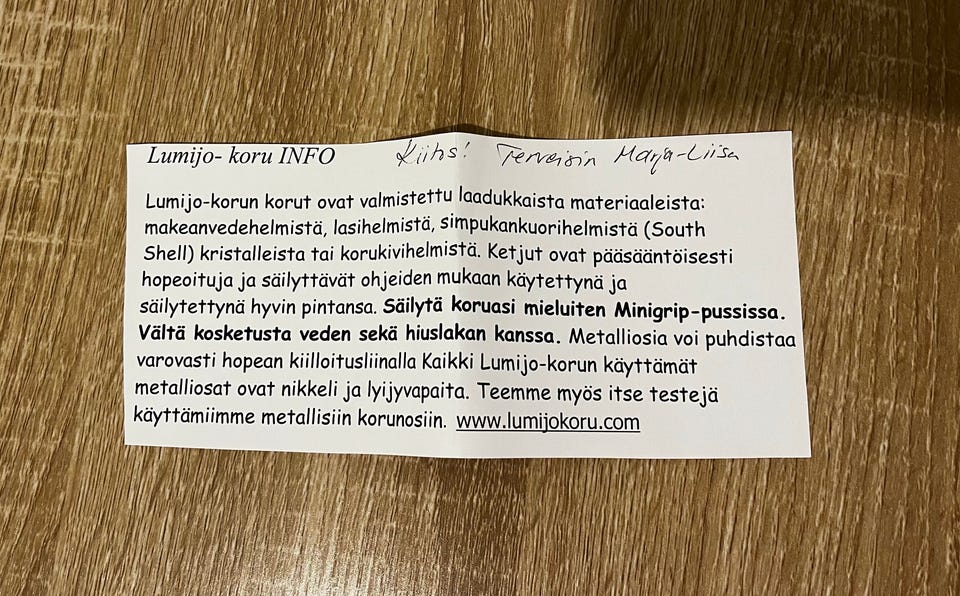 Lumijo- koru INFO Kiitos! Terveisin Marja-Liisa
Lumijo-korun korut ovat valmistettu laadukkaista materiaaleista:
makeanvedehelmistä, lasihelmistä, simpukankuorihelmistä (South
Shell) kristalleista tai korukivihelmistä. Ketjut ovat pääsääntöisesti
hopeoituja ja säilyttävät ohjeiden mukaan käytettynä ja
säilytettynä hyvin pintansa. Säilytä koruasi mieluiten Minigrip-pussissa.
Vältä kosketusta veden sekä hiuslakan kanssa. Metalliosia voi puhdistaa
varovasti hopean kiilloitusliinalla Kaikki Lumijo-korun käyttämät
metalliosat ovat nikkeli ja lyijyvapaita. Teemme myös itse testejä
käyttämiimme metallisiin korunosiin. www.lumijokoru.com